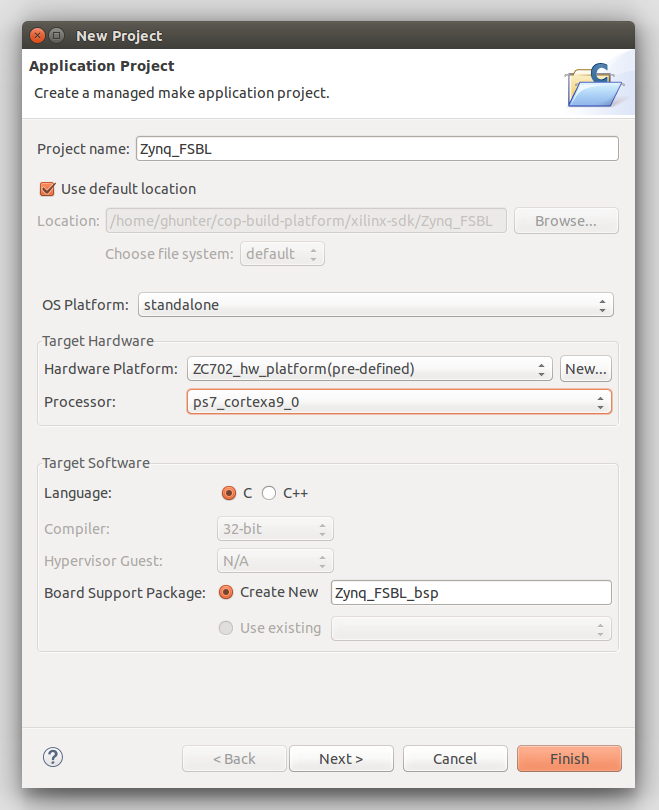 New Project
Application Project
Create a managed make application project.
C
Project name: Zynq_FSBL
Use default location
Location: /home/ghunter/cop-build-platform/xilinx-sdk/Zynq_FSBL Browse...
Choose file system: default
OS Platform: standalone
Target Hardware
Hardware Platform: ZC702_hw_platform(pre-defined) New...
Processor: ps7_cortexa9_0
Target Software
Language: C C++
Compiler: 32-bit
Hypervisor Guest: N/A
Board Support Package: Create New Zynq_FSBL_bsp
Use existing
? < Back Next > Cancel Finish